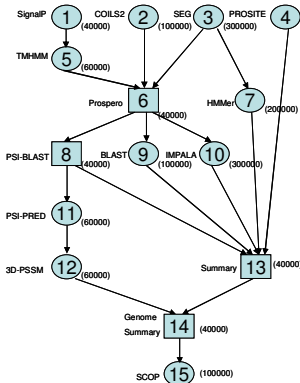 SignalP COILS2 SEG PROSITE
1 2 3 4
(40000) (100000) (300000)
TMHMM 5 (60000)
Prospero 6 (40000) HMMer 7 (200000)
PSI-BLAST 8 (40000) BLAST 9 (100000) IMPALA 10 (300000)
PSI-PRED 11 (60000)
3D-PSSM 12 (60000) Summary 13 (40000)
Genome
Summary 14 (40000)
SCOP 15 (100000)